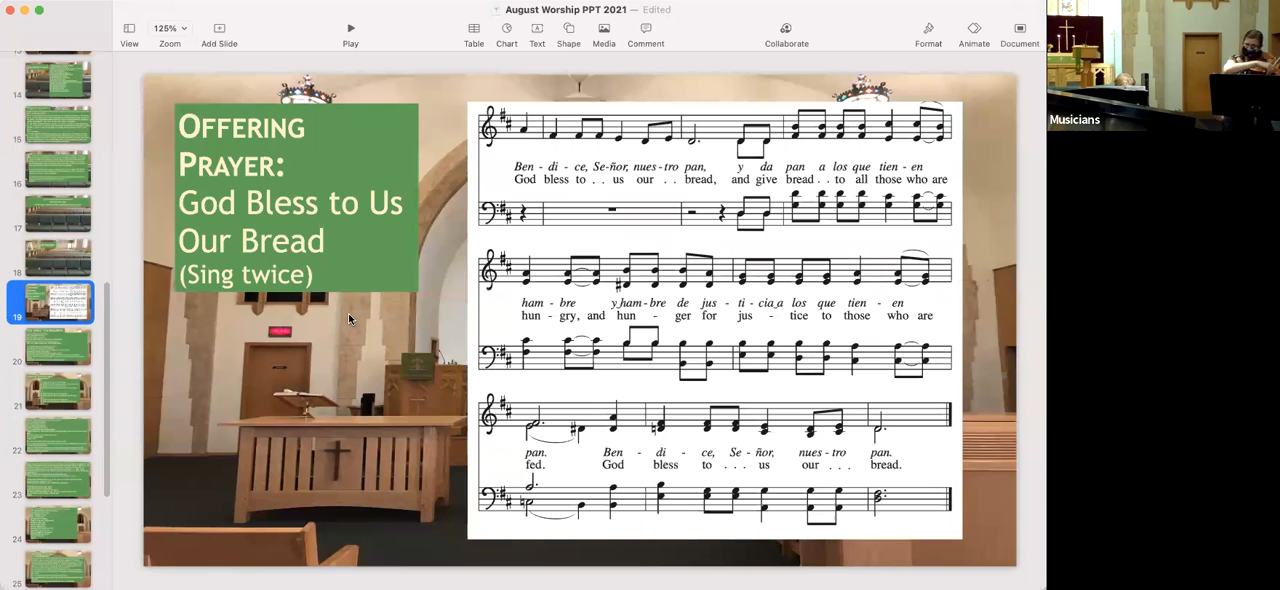 August Worship PPT 2021 — Edited
125%
View Zoom Add Slide Play Table Chart Text Shape Media Comment Collaborate Format Animate Document
14
15
16
17
18
19
20
21
22
23
24
25
OFFERING
PRAYER:
God Bless to Us
Our Bread
(Sing twice)
Ben - di - ce, Se-ñor, nues - tro pan, y da pan a los que tien - en
God bless to . . us our . . bread, and give bread . . to all those who are
ham - bre y ham - bre de jus - ti - cia a los que tien - en
hun - gry, and hun - ger for jus - tice to those who are
pan. Ben - di - ce, Se - ñor, nues - tro pan.
fed. God bless to . . . us our . . . bread.
Musicians